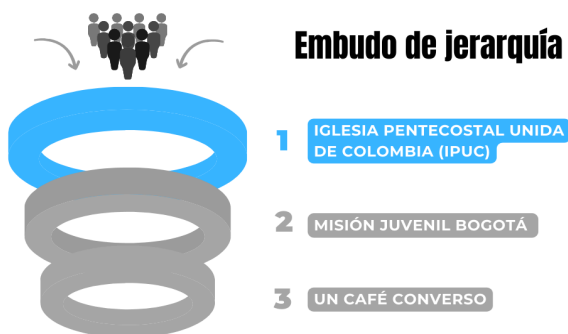 Embudo de jerarquía
1
IGLESIA PENTECOSTAL UNIDA
DE COLOMBIA (IPUC)
2
MISIÓN JUVENIL BOGOTÁ
3
UN CAFÉ CONVERSO